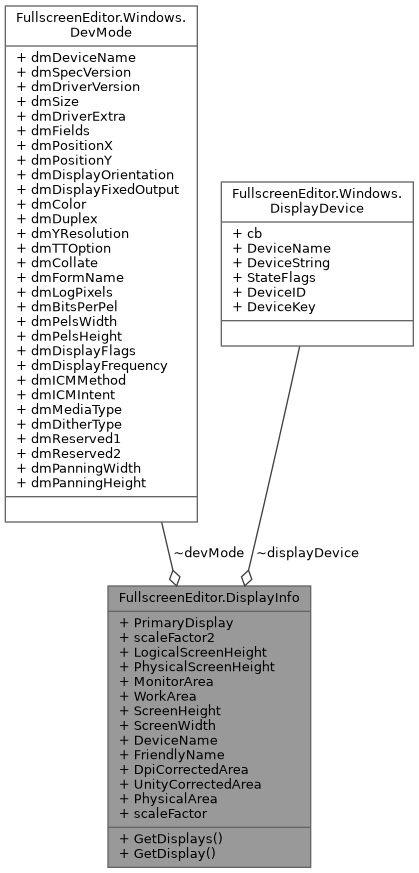 FullscreenEditor.Windows.
DevMode
+ dmDeviceName
+ dmSpecVersion
+ dmDriverVersion
+ dmSize
+ dmDriverExtra
+ dmFields
+ dmPositionX
+ dmPositionY
+ dmDisplayOrientation
+ dmDisplayFixedOutput
+ dmColor
+ dmDuplex
+ dmYResolution
+ dmTTOption
+ dmCollate
+ dmFormName
+ dmLogPixels
+ dmBitsPerPel
+ dmPelsWidth
+ dmPelsHeight
+ dmDisplayFlags
+ dmDisplayFrequency
+ dmICMMethod
+ dmICMIntent
+ dmMediaType
+ dmDitherType
+ dmReserved1
+ dmReserved2
+ dmPanningWidth
+ dmPanningHeight
FullscreenEditor.Windows.
DisplayDevice
+ cb
+ DeviceName
+ DeviceString
+ StateFlags
+ DeviceID
+ DeviceKey
~devMode
~displayDevice
FullscreenEditor.DisplayInfo
+ PrimaryDisplay
+ scaleFactor2
+ LogicalScreenHeight
+ PhysicalScreenHeight
+ MonitorArea
+ WorkArea
+ ScreenHeight
+ ScreenWidth
+ DeviceName
+ FriendlyName
+ DpiCorrectedArea
+ UnityCorrectedArea
+ PhysicalArea
+ scaleFactor
+ GetDisplays()
+ GetDisplay()